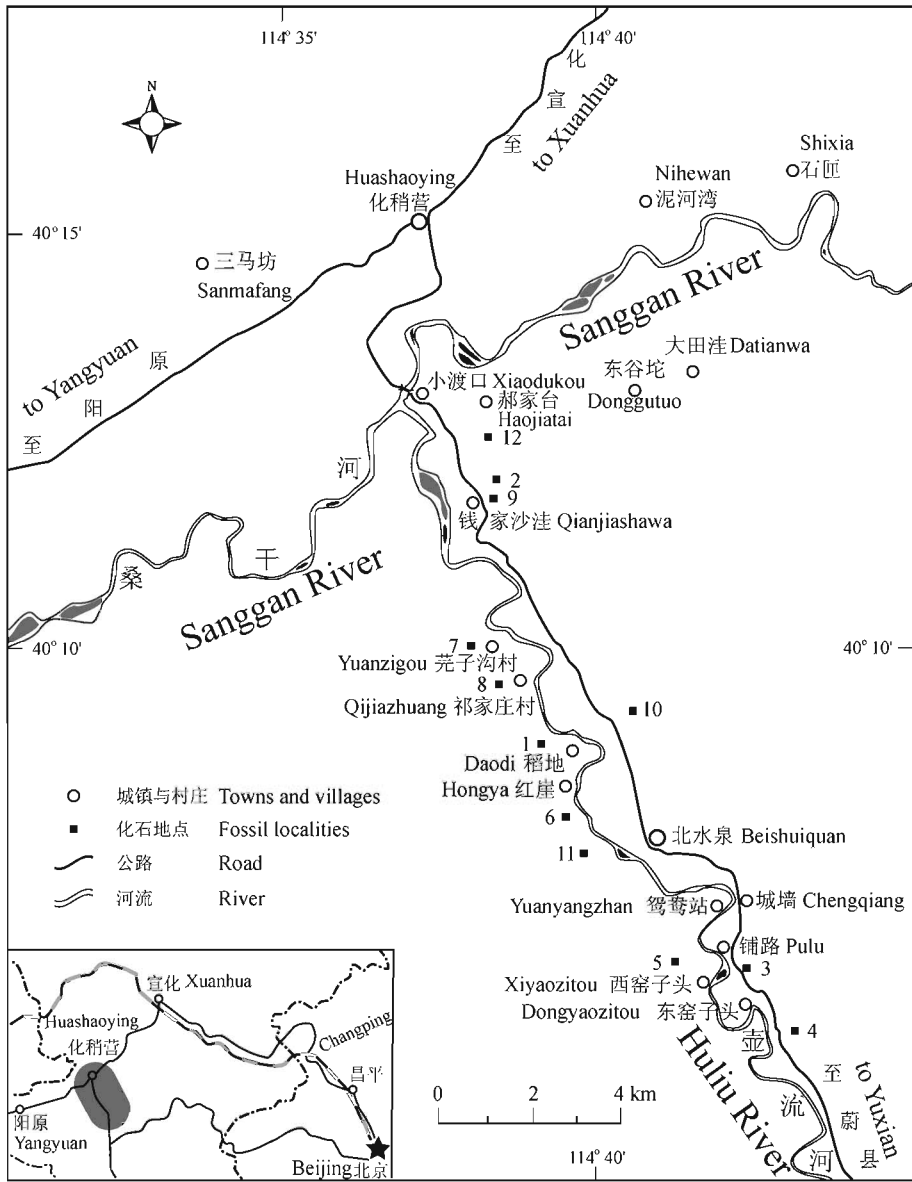 114° 35'
114° 40'
N
至 宣 化
to Xuanhua
Shixia
石匣
Nihewan
泥河湾
Huashaoying
化稍营
40° 15'
三马坊
Sanmafang
Sanggan River
大田洼 Datianwa
东谷坨
Donggutuo
to Yangyuan
至 阳 原
小渡口 Xiaodukou
郝家台
Haojiatai
12
2
9
钱家沙洼 Qianjiashawa
桑 干 河
Sanggan River
40° 10'
40° 10'
7
Yuanzigou 芫子沟村
8
Qijiazhuang 祁家庄村
10
1
Daodi 稻地
Hongya 红崖
6
11
北水泉 Beishuiquan
城镇与村庄 Towns and villages
化石地点 Fossil localities
公路 Road
河流 River
Yuanyangzhan 鸳鸯站
城墙 Chengqiang
铺路 Pulu
5
3
Xiyaozitou 西窑子头
Dongyaozitou 东窑子头
4
壶 流 河
Huliu River
至 蔚 县
to Yuxian
0 2 4 km
114° 40'
宣化 Xuanhua
Huashaoying
化稍营
Changping
昌平
阳原
Yangyuan
Beijing 北京